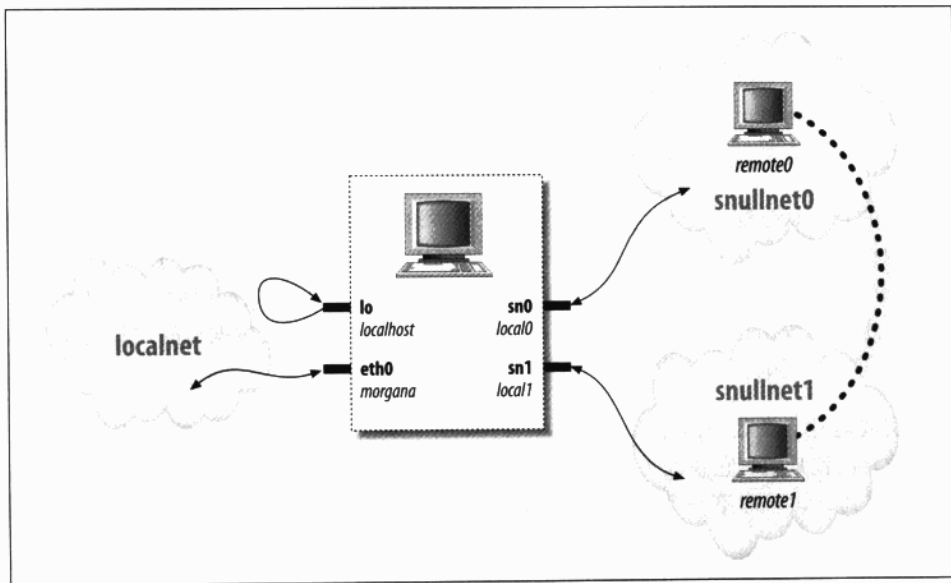 remote0
snullnet0
lo
localhost
sn0
local0
localnet
eth0
morgana
sn1
local1
snullnet1
remote1